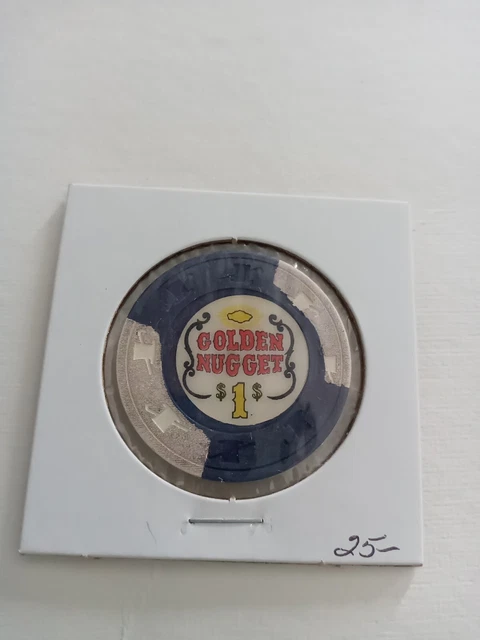 GOLDEN
NUGGET
$1$
25-